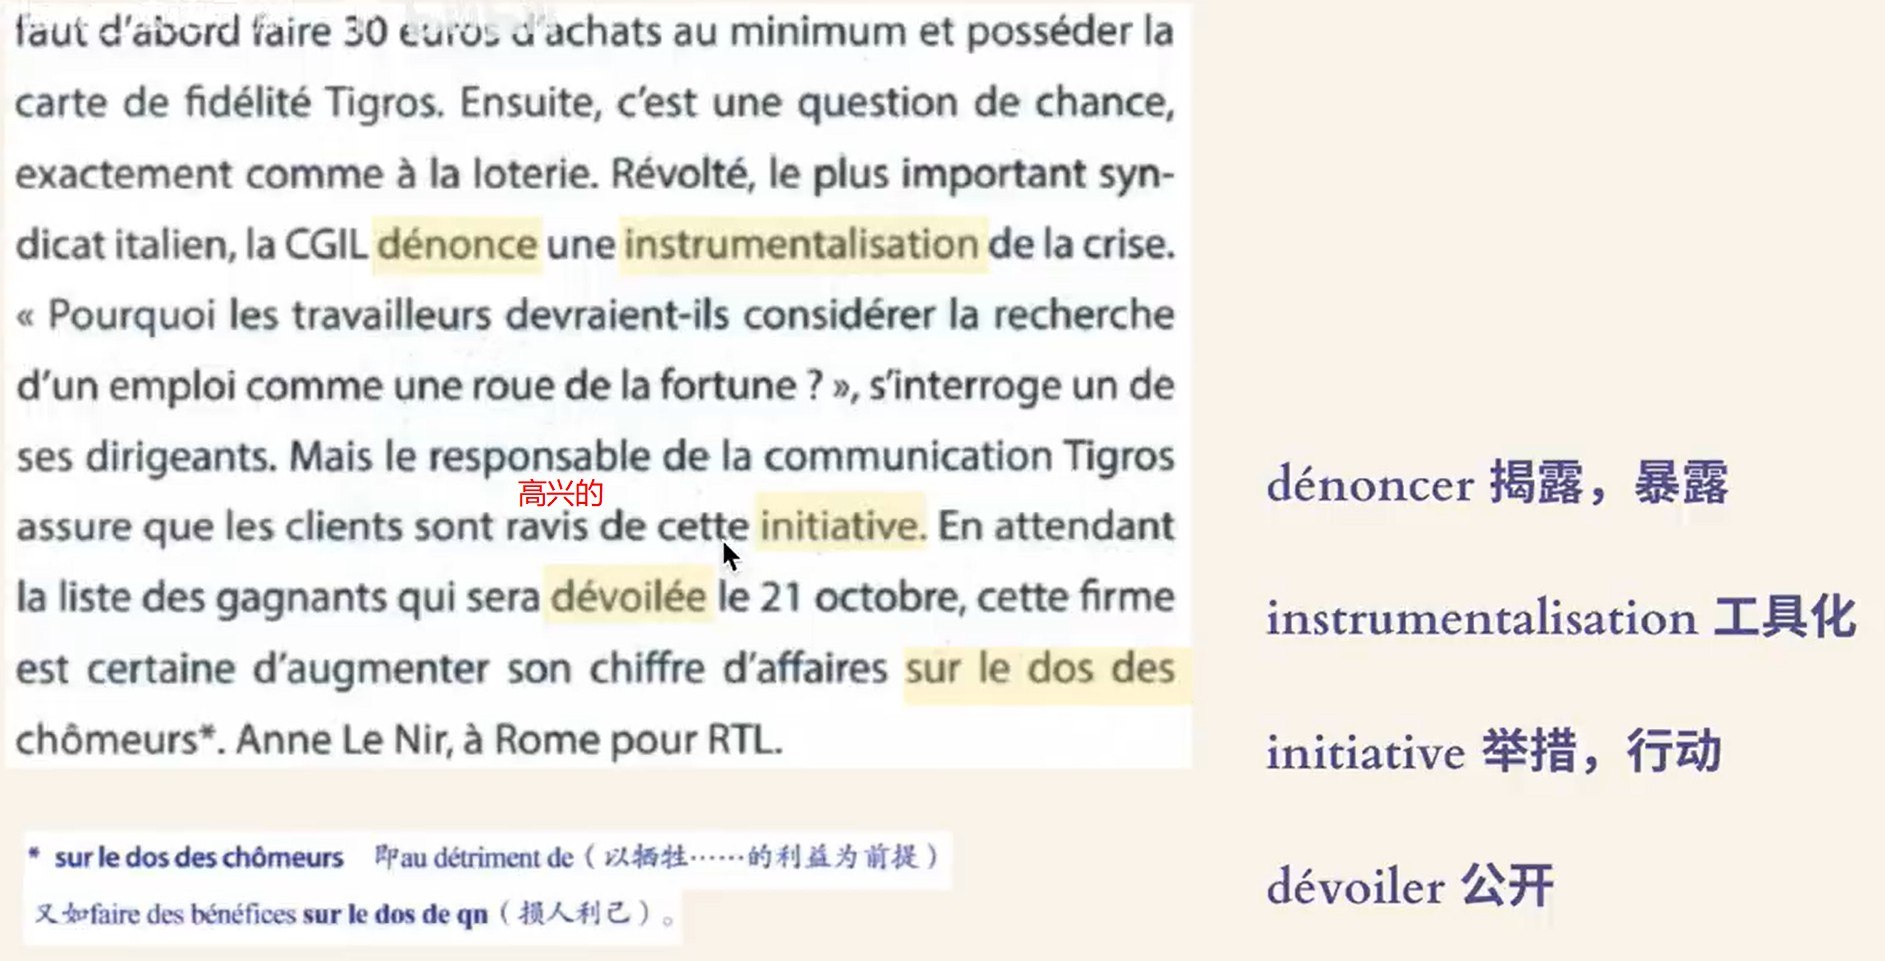 faut d'abord faire 30 euros d'achats au minimum et posséder la
carte de fidélité Tigros. Ensuite, c'est une question de chance,
exactement comme à la loterie. Révolté, le plus important syn-
dicat italien, la CGIL dénonce une instrumentalisation de la crise.
« Pourquoi les travailleurs devraient-ils considérer la recherche
d'un emploi comme une roue de la fortune ? », s'interroge un de
ses dirigeants. Mais le responsable de la communication Tigros
高兴的
assure que les clients sont ravis de cette initiative. En attendant
la liste des gagnants qui sera dévoilée le 21 octobre, cette firme
est certaine d'augmenter son chiffre d'affaires sur le dos des
chômeurs*. Anne Le Nir, à Rome pour RTL.
* sur le dos des chômeurs 即au détriment de（以牺牲……的利益为前提）
又如faire des bénéfices sur le dos de qn（损人利己）。
dénoncer 揭露，暴露
instrumentalisation 工具化
initiative 举措，行动
dévoiler 公开